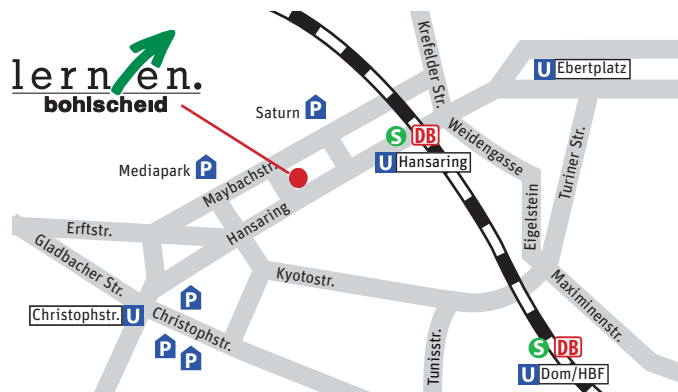 lernen.
bohlscheid
Krefelder Str.
U Ebertplatz
Saturn P
S DB
U Hansaring
Weidengasse
Turiner Str.
Mediapark P
Maybachstr.
Hansaring
Eigelstein
Erftstr.
Gladbacher Str.
Kyotostr.
Maximinenstr.
P
Christophstr. U
Christophstr.
P
P
Tunisstr.
S DB
U Dom/HBF